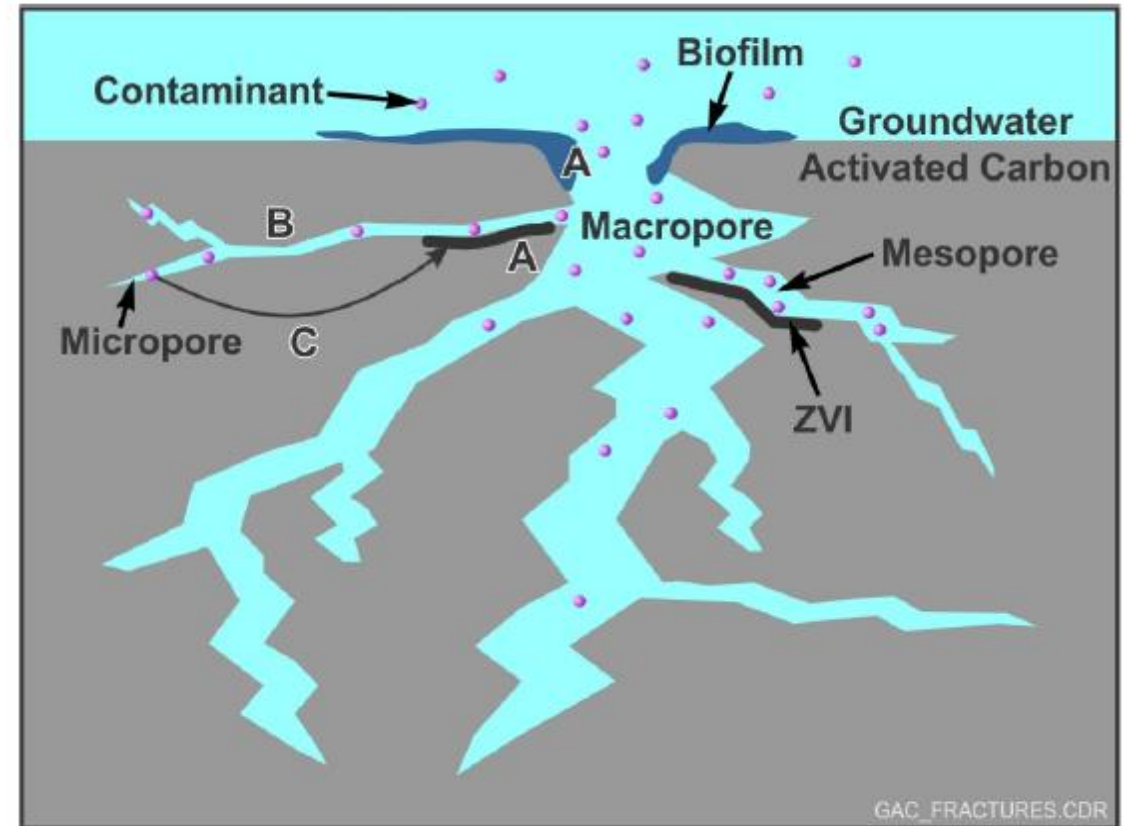 Biofilm
Contaminant
Groundwater
Activated Carbon
A
B
Macropore
A
Mesopore
Micropore
C
ZVI
GAC_FRACTURES.CDR